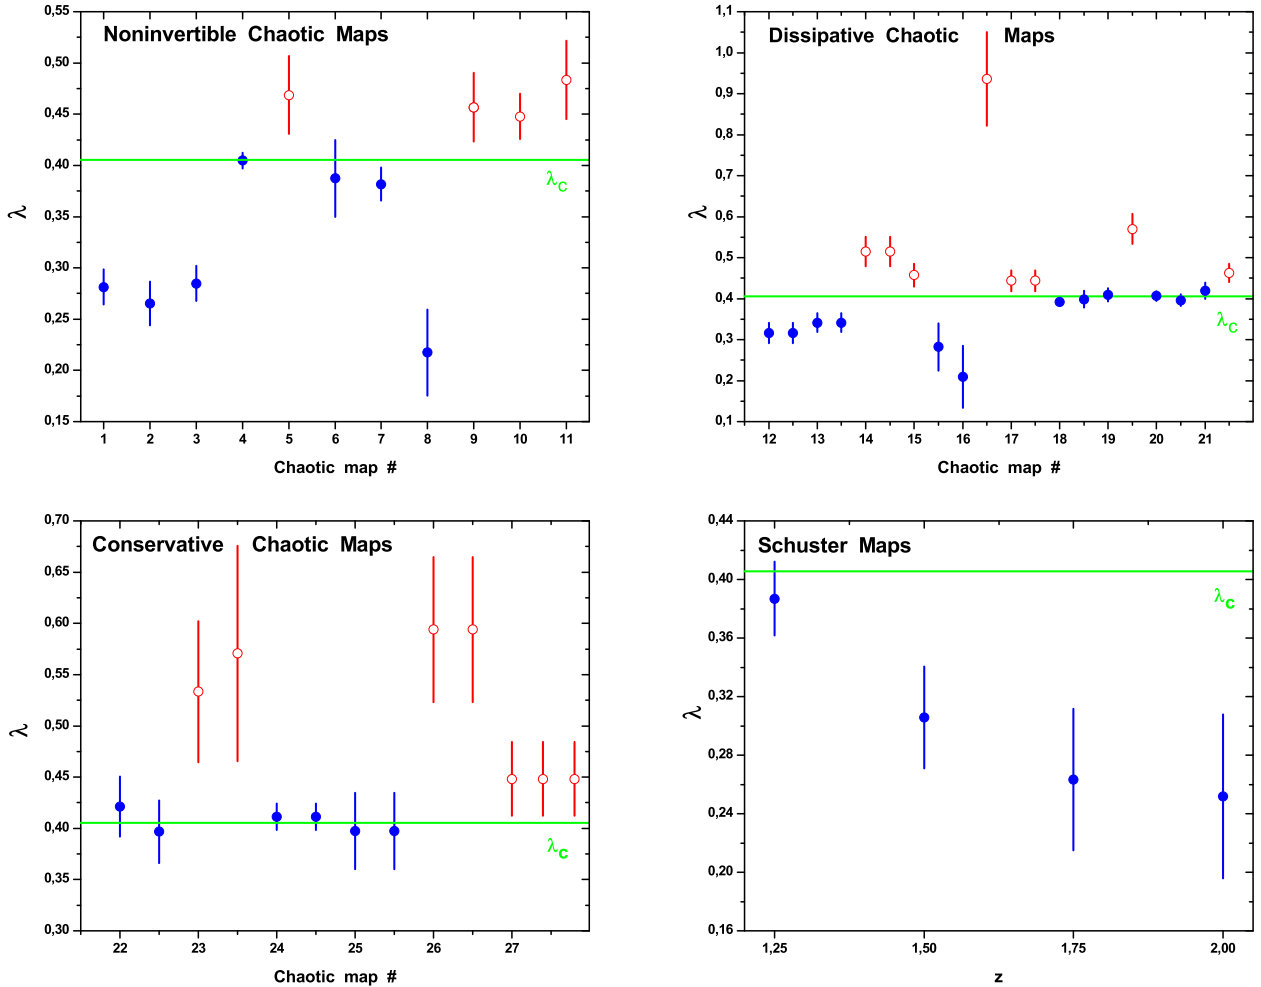 Noninvertible Chaotic Maps
0,55
0,50
0,45
0,40
0,35
0,30
0,25
0,20
0,15
λ
λC
1 2 3 4 5 6 7 8 9 10 11
Chaotic map #
Dissipative Chaotic Maps
1,1
1,0
0,9
0,8
0,7
0,6
0,5
0,4
0,3
0,2
0,1
λ
λC
12 13 14 15 16 17 18 19 20 21
Chaotic map #
Conservative Chaotic Maps
0,70
0,65
0,60
0,55
0,50
0,45
0,40
0,35
0,30
λ
λc
22 23 24 25 26 27
Chaotic map #
Schuster Maps
0,44
0,40
0,36
0,32
0,28
0,24
0,20
0,16
λ
λc
1,25 1,50 1,75 2,00
z